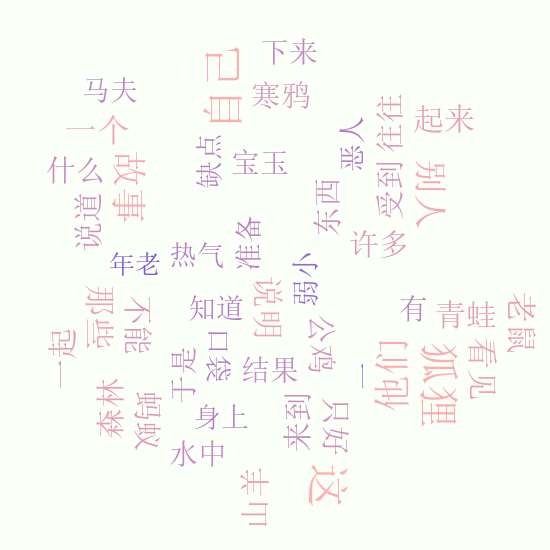 下来
自己
马夫
寒鸦
一个
恶人
往往
起来
缺点
宝玉
什么
故事
受到
别人
说道
东西
许多
准备
热气
年老
弱小
知道
说明
有
青蛙
老鼠
那些
不能
一起
公鸡
口袋
结果
于是
一
他们
狐狸
看见
森林
蚂蚁
身上
来到
只好
水中
山羊
这